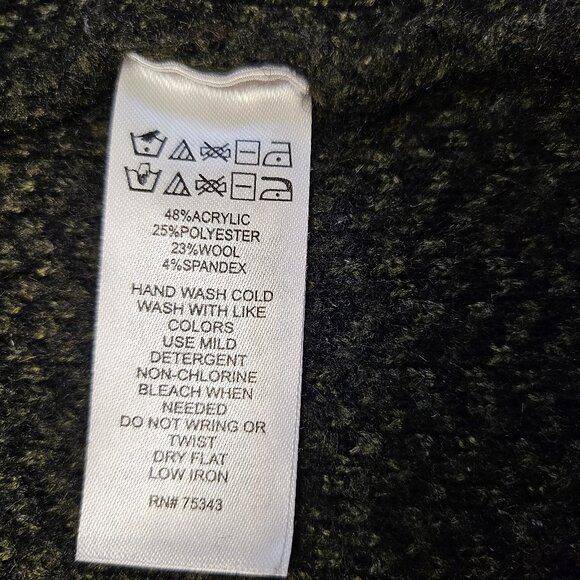 48%ACRYLIC
25%POLYESTER
23%WOOL
4%SPANDEX
HAND WASH COLD
WASH WITH LIKE
COLORS
USE MILD
DETERGENT
NON-CHLORINE
BLEACH WHEN
NEEDED
DO NOT WRING OR
TWIST
DRY FLAT
LOW IRON
RN# 75343